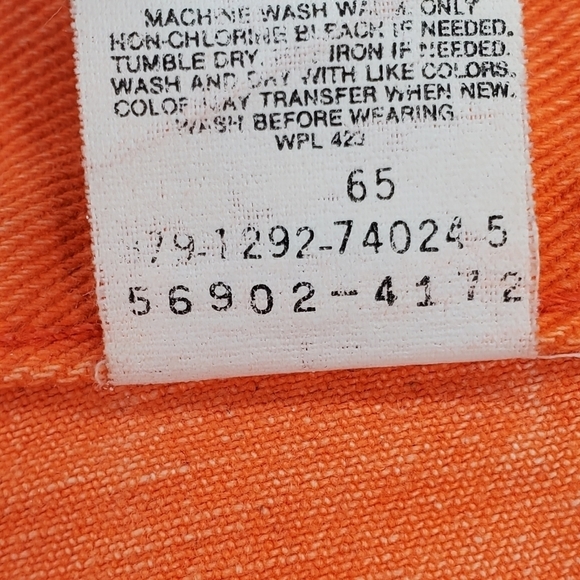 MACHINE WASH WARM ONLY
NON-CHLORINE BLEACH IF NEEDED.
TUMBLE DRY IRON IF NEEDED.
WASH AND DRY WITH LIKE COLORS.
COLOR MAY TRANSFER WHEN NEW.
WASH BEFORE WEARING
WPL 423
65
79-1292-74024-5
56902-4172